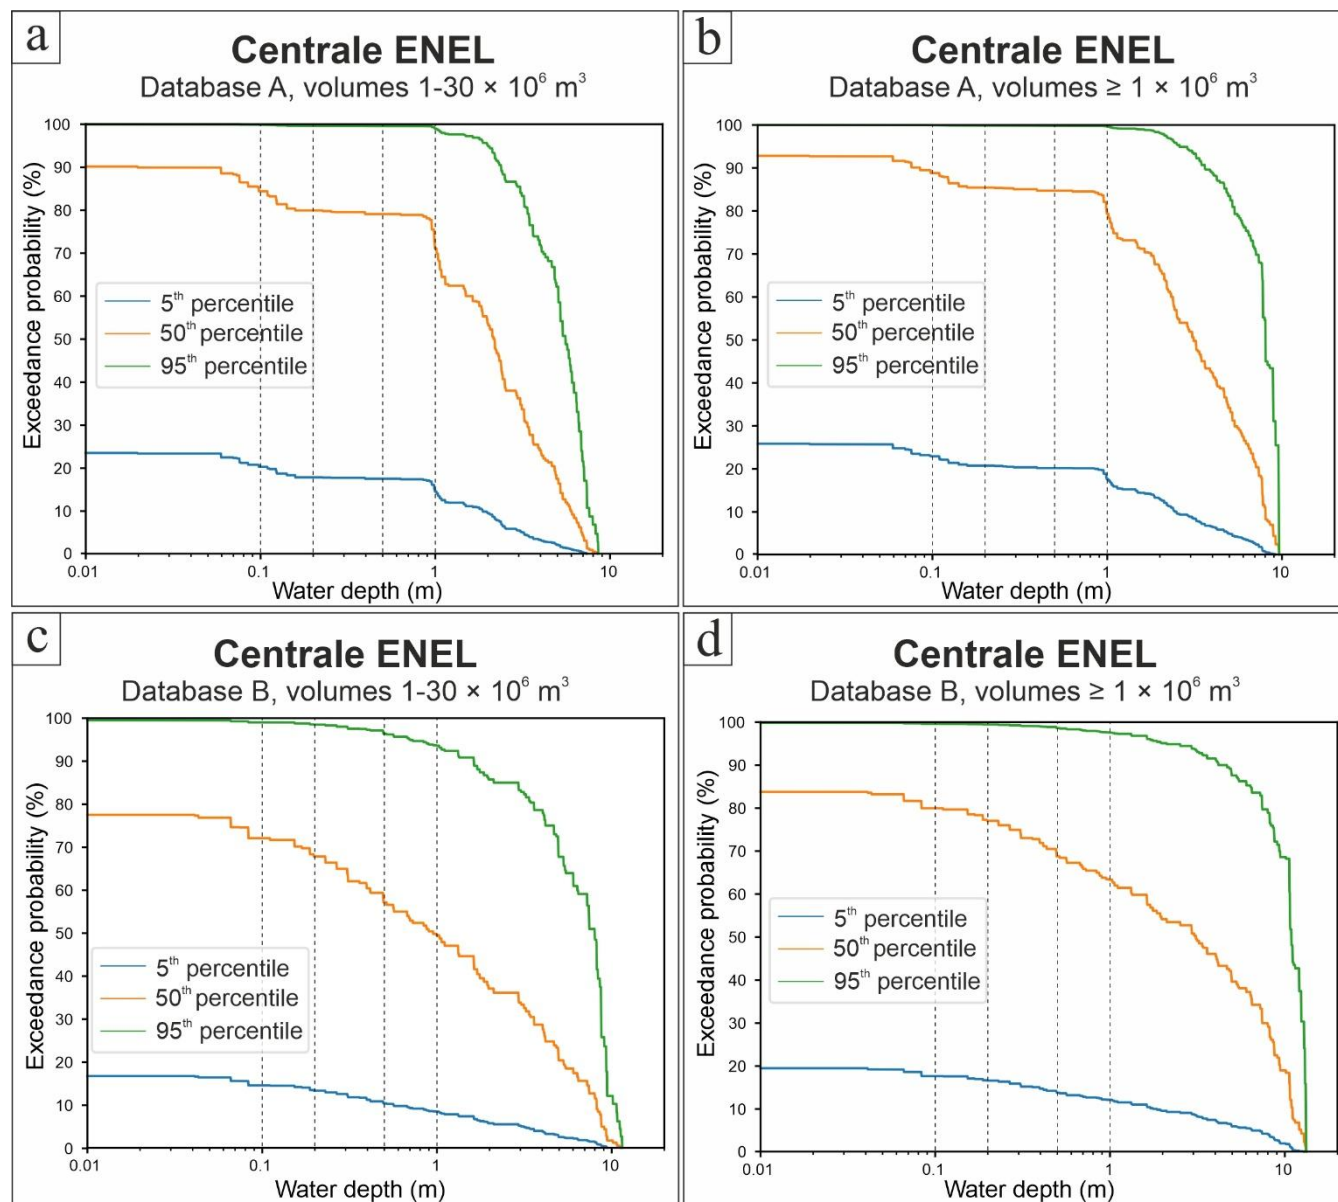 a
Centrale ENEL
Database A, volumes 1-30 × 10⁶ m³
Exceedance probability (%)
100
90
80
70
60
50
40
30
20
10
0
5th percentile
50th percentile
95th percentile
0.01 0.1 1 10
Water depth (m)
b
Centrale ENEL
Database A, volumes ≥ 1 × 10⁶ m³
Exceedance probability (%)
100
90
80
70
60
50
40
30
20
10
0
5th percentile
50th percentile
95th percentile
0.01 0.1 1 10
Water depth (m)
c
Centrale ENEL
Database B, volumes 1-30 × 10⁶ m³
Exceedance probability (%)
100
90
80
70
60
50
40
30
20
10
0
5th percentile
50th percentile
95th percentile
0.01 0.1 1 10
Water depth (m)
d
Centrale ENEL
Database B, volumes ≥ 1 × 10⁶ m³
Exceedance probability (%)
100
90
80
70
60
50
40
30
20
10
0
5th percentile
50th percentile
95th percentile
0.01 0.1 1 10
Water depth (m)